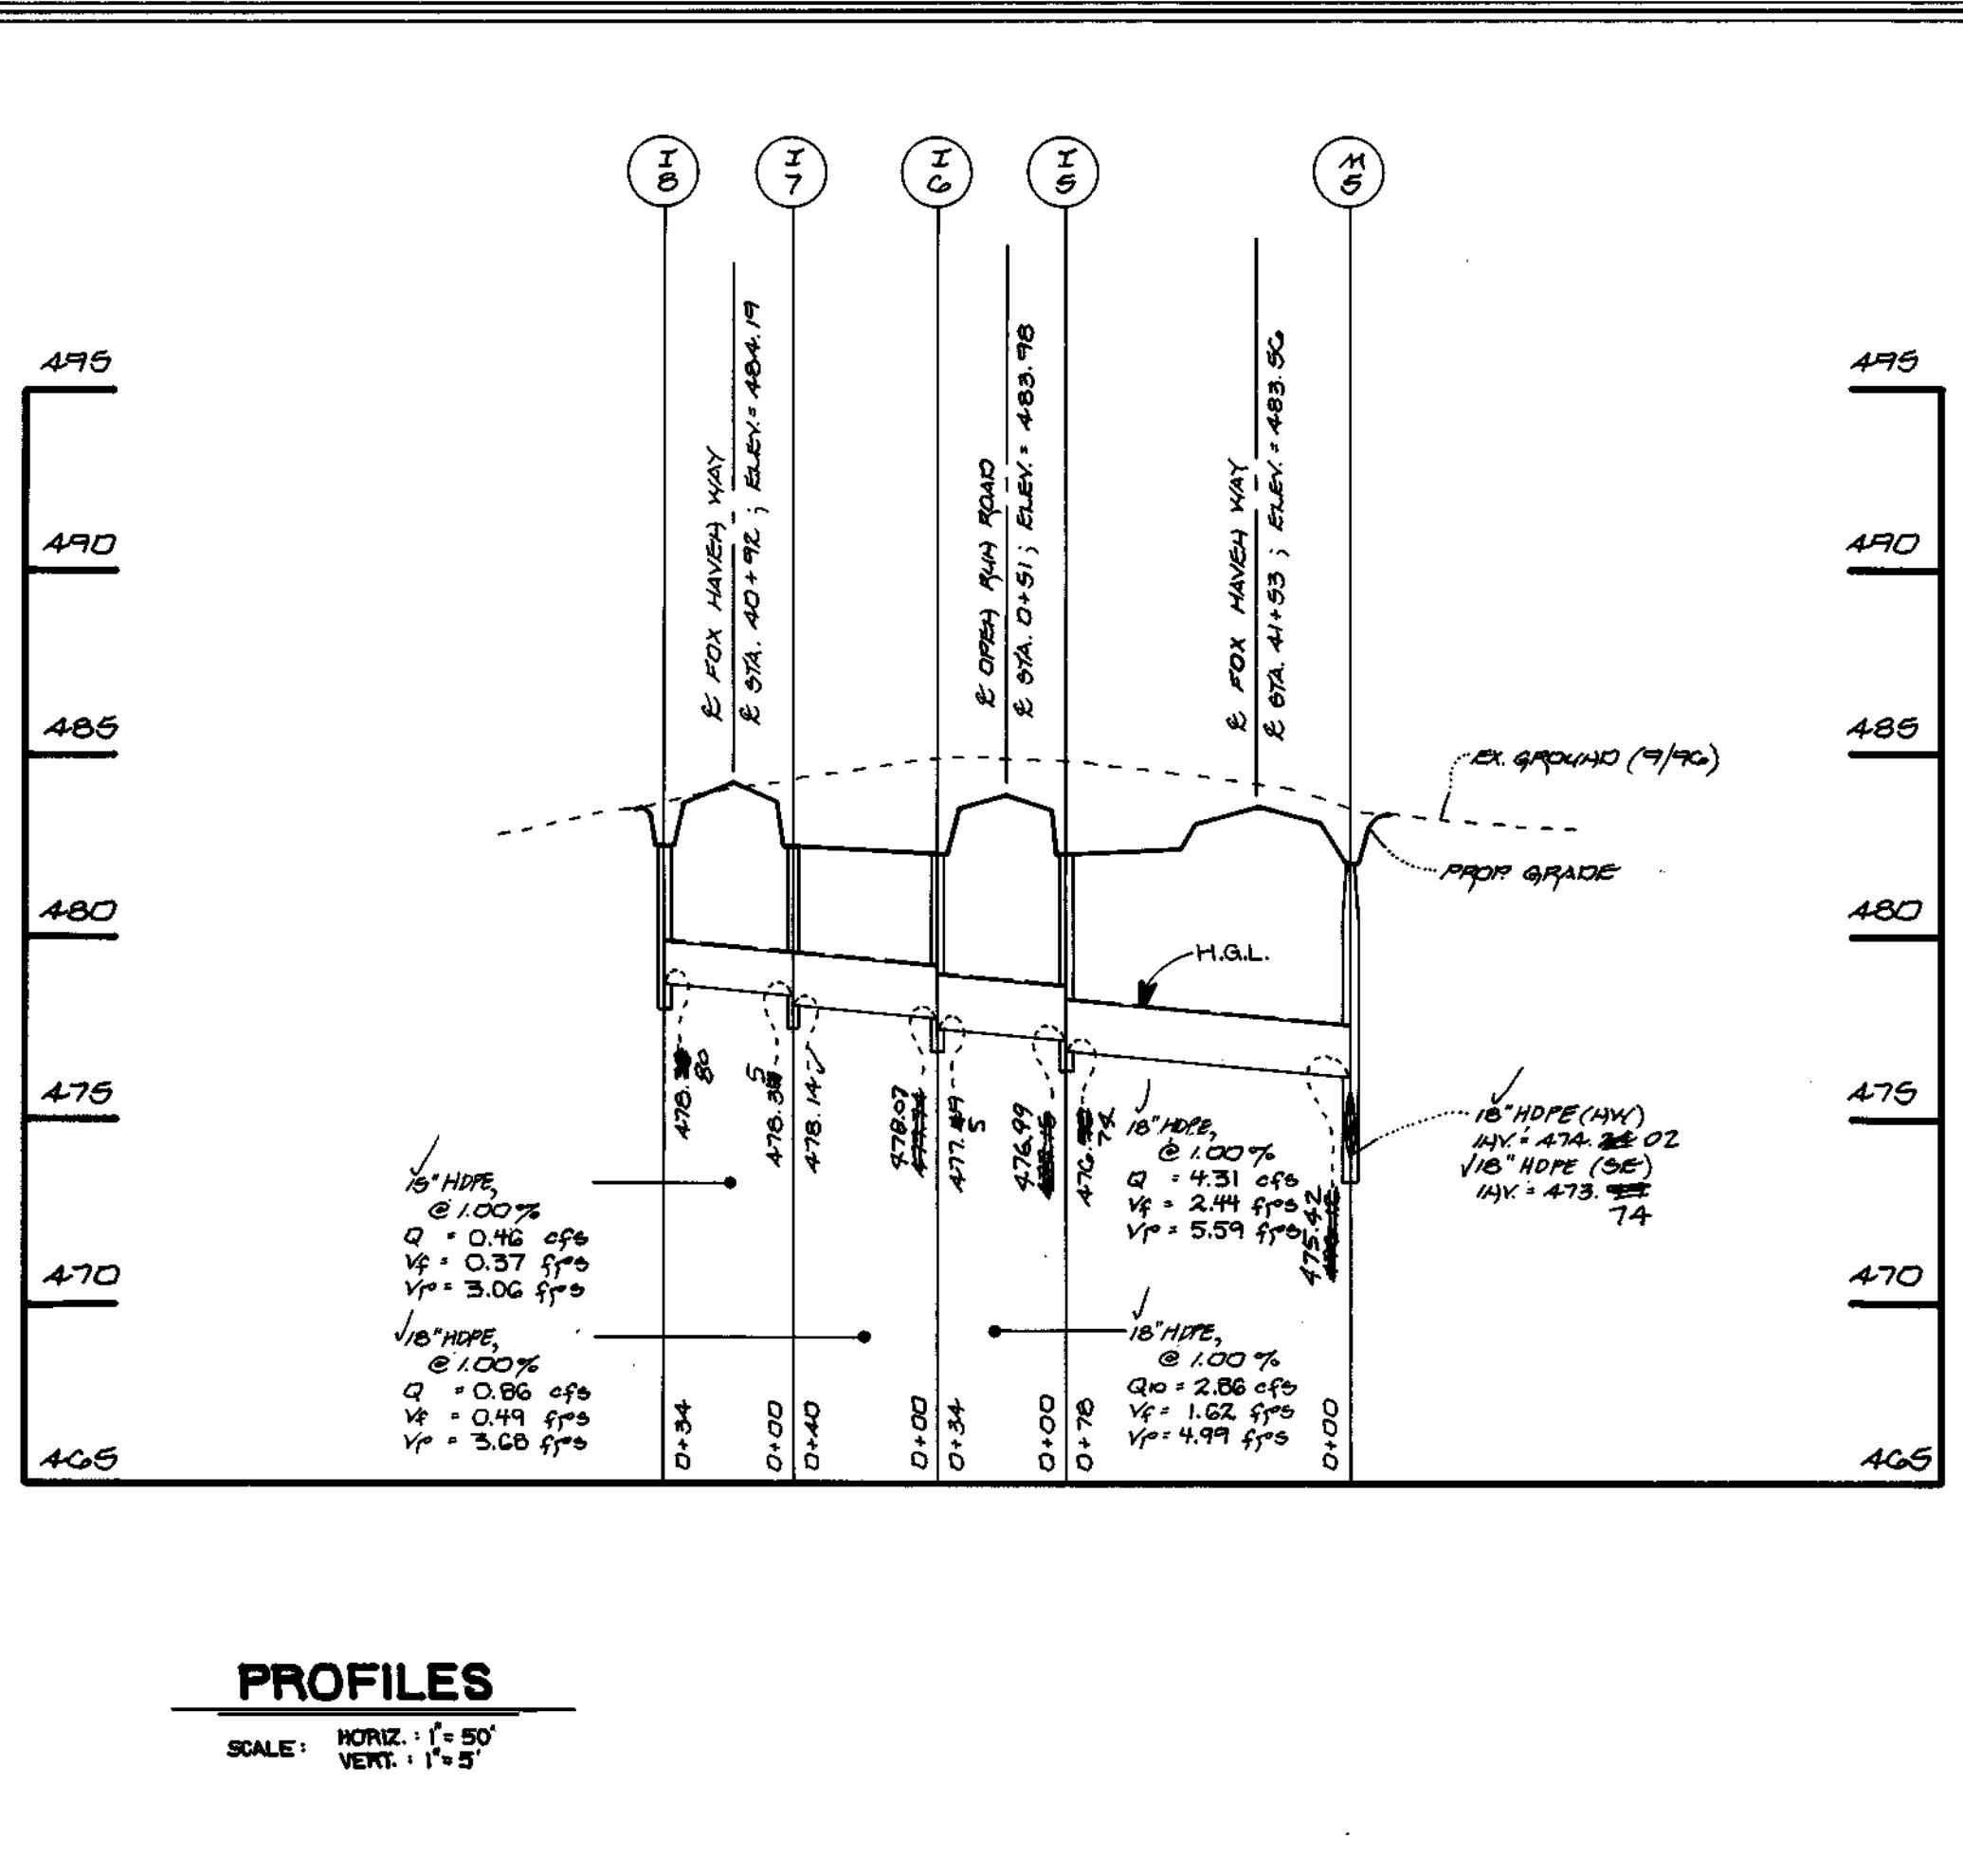 I
8
I
7
I
6
I
5
M
5
495
490
485
480
475
470
465
495
490
485
480
475
470
465
℄ FOX HAVEN WAY
℄ STA. 40+92 ; ELEV.= 484.19
℄ OPEN RUN ROAD
℄ STA. 0+51 ; ELEV. = 483.98
℄ FOX HAVEN WAY
℄ STA. 41+53 ; ELEV. = 483.56
EX. GROUND (9/96)
PROP. GRADE
H.G.L.
478.
80
5
478.3
478.14 ✓
478.07
477. 5
476.99
476.
74
475.42
✓
15" HDPE,
@ 1.00%
Q = 0.46 cfs
Vf = 0.37 fps
Vp = 3.06 fps
✓18" HDPE,
@ 1.00%
Q = 0.86 cfs
Vf = 0.49 fps
Vp = 3.68 fps
✓
18" HDPE,
@ 1.00%
Q = 4.31 cfs
Vf = 2.44 fps
Vp = 5.59 fps
✓
18" HDPE,
@ 1.00%
Q10 = 2.86 cfs
Vf = 1.62 fps
Vp = 4.99 fps
✓
18" HDPE (NW)
INV. = 474. 02
✓18" HDPE (SE)
INV. = 473.
74
0+34
0+00
0+40
0+00
0+34
0+00
0+78
0+00
PROFILES
SCALE: HORIZ. : 1" = 50'
VERT. : 1" = 5'